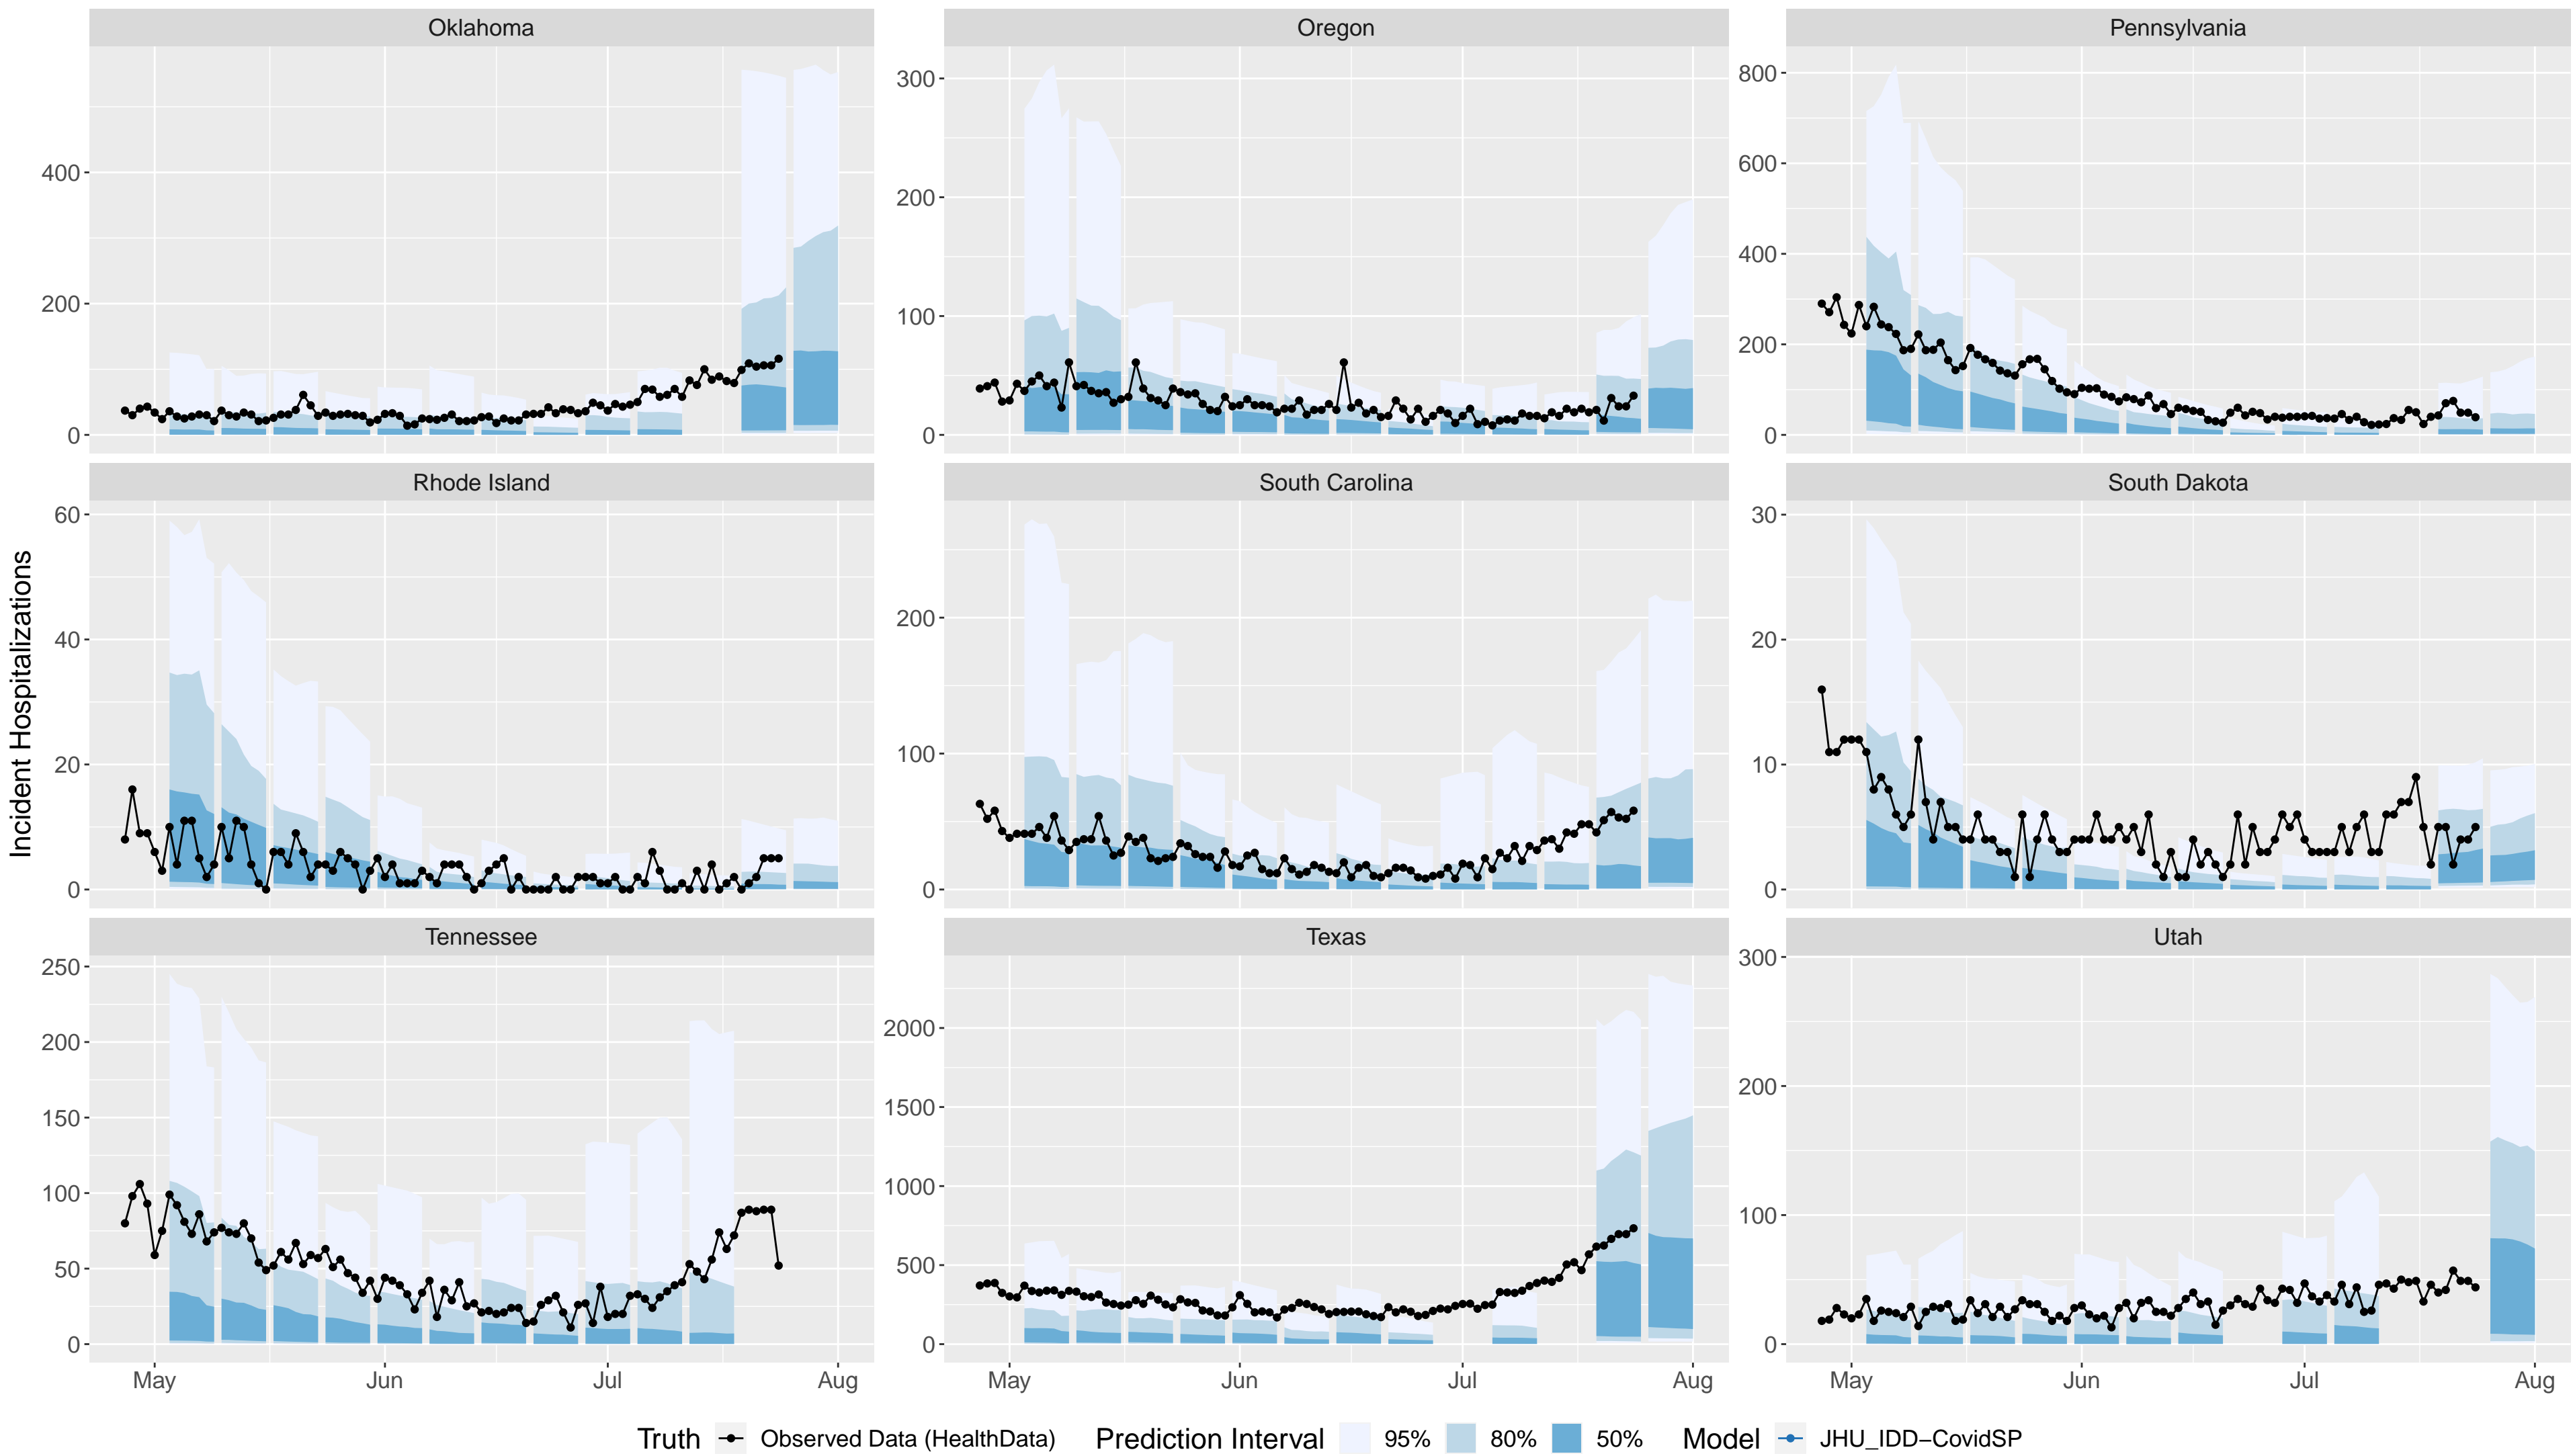 Oklahoma
Oregon
Pennsylvania
400
200
0
300
200
100
0
800
600
400
200
0
Rhode Island
South Carolina
South Dakota
Incident Hospitalizations
60
40
20
0
200
100
0
30
20
10
0
Tennessee
Texas
Utah
250
200
150
100
50
0
2000
1500
1000
500
0
300
200
100
0
May Jun Jul Aug
May Jun Jul Aug
May Jun Jul Aug
Truth Observed Data (HealthData) Prediction Interval 95% 80% 50% Model JHU_IDD−CovidSP